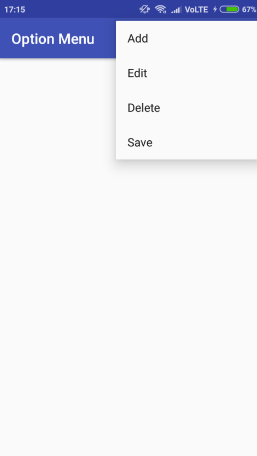 17:15 VoLTE 67%
Option Menu
Add
Edit
Delete
Save